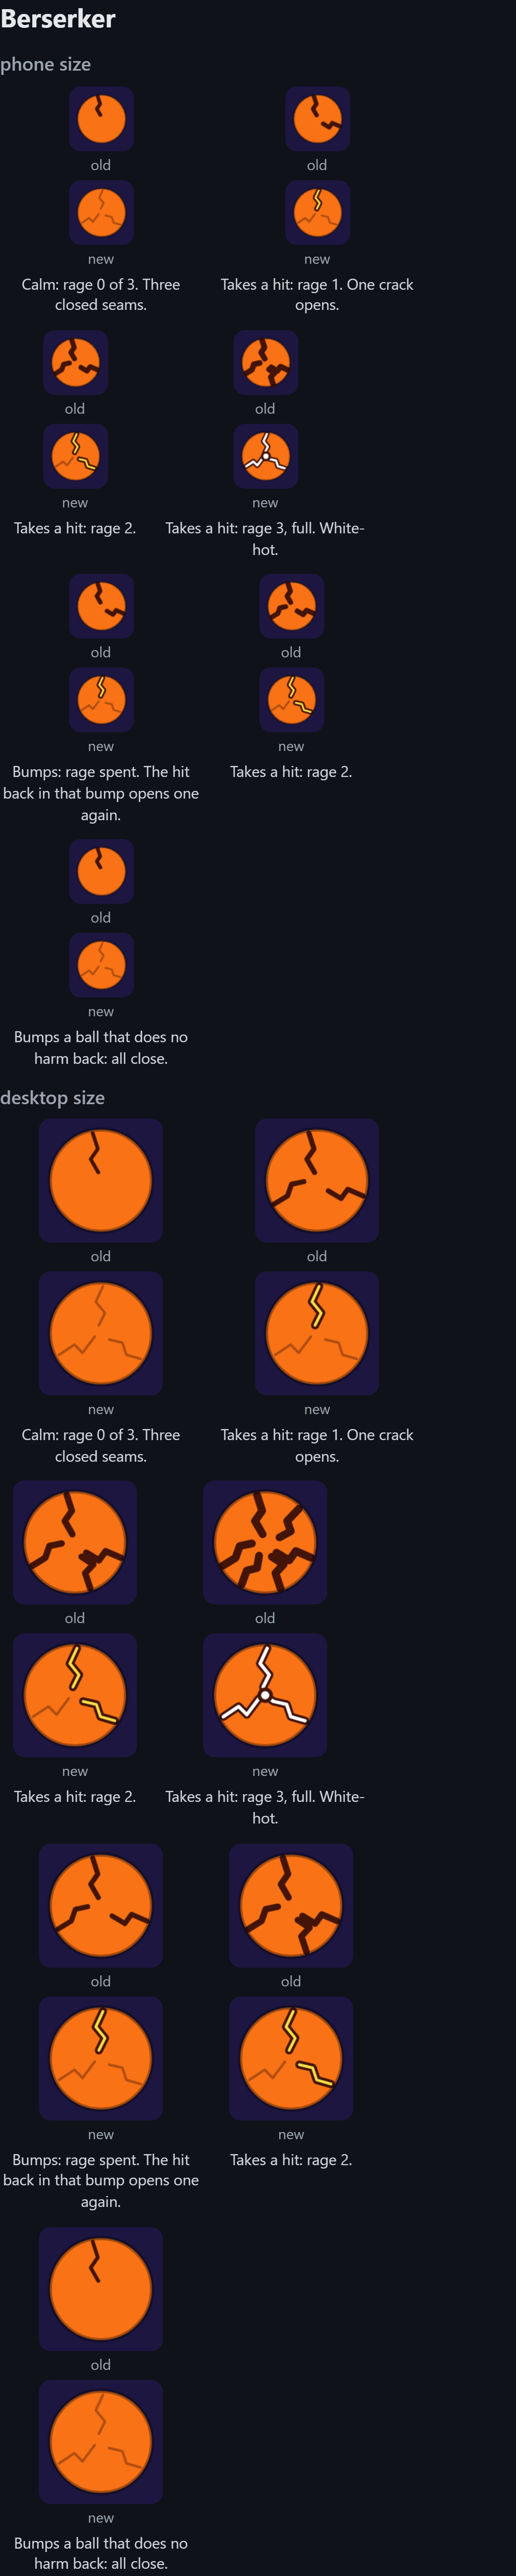 Berserker
phone size
old old
new new
Calm: rage 0 of 3. Three
closed seams.
Takes a hit: rage 1. One crack
opens.
old old
new new
Takes a hit: rage 2.
Takes a hit: rage 3, full. White-
hot.
old old
new new
Bumps: rage spent. The hit
back in that bump opens one
again.
Takes a hit: rage 2.
old
new
Bumps a ball that does no
harm back: all close.
desktop size
old old
new new
Calm: rage 0 of 3. Three
closed seams.
Takes a hit: rage 1. One crack
opens.
old old
new new
Takes a hit: rage 2.
Takes a hit: rage 3, full. White-
hot.
old old
new new
Bumps: rage spent. The hit
back in that bump opens one
again.
Takes a hit: rage 2.
old
new
Bumps a ball that does no
harm back: all close.